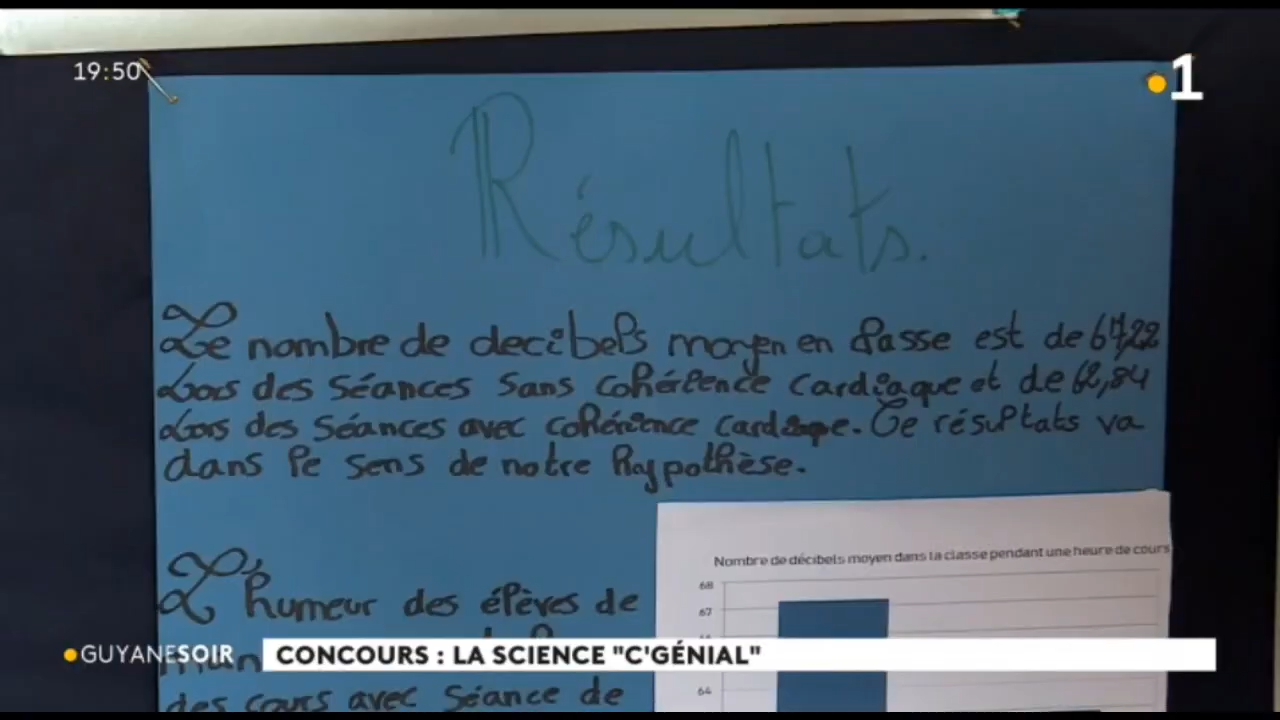 19:50
1
Résultats.
Le nombre de decibels moyen en classe est de 67,22
Lors des séances sans cohérence cardiaque et de 62,84
Lors des séances avec cohérience cardiaque. Ce résultats va
dans le sens de notre hypothèse.
Nombre de décibels moyen dans la classe pendant une heure de cours
68
67
64
L'humeur des élèves de
des cours avec séance de
GUYANESOIR
CONCOURS : LA SCIENCE "C'GÉNIAL"